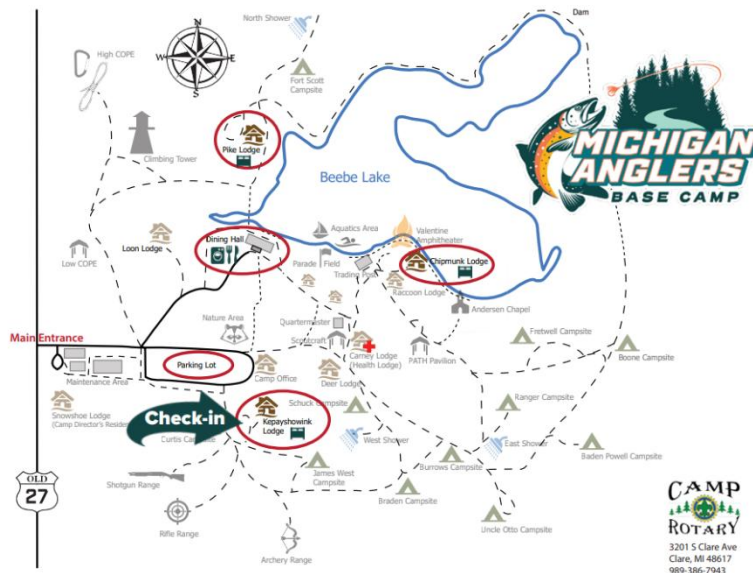 North Shower
Dam
High COPE
N
W
E
S
Fort Scott
Campsite
MICHIGAN
ANGLERS
BASE CAMP
Climbing Tower
Pike Lodge
Beebe Lake
Loon Lodge
Dining Hall
Aquatics Area
Valentine
Amphitheater
Low COPE
Parade Field
Trading Post
Chipmunk Lodge
Raccoon Lodge
Andersen Chapel
Nature Area
Quartermaster
Scoutcraft
Main Entrance
Carney Lodge
(Health Lodge)
PATH Pavilion
Fretwell Campsite
Boone Campsite
Maintenance Area
Parking Lot
Camp Office
Deer Lodge
Snowshoe Lodge
(Camp Director's Reside
Check-in
Kepayshowink
Lodge
Schuck Campsite
Ranger Campsite
Curtis Campsite
West Shower
East Shower
Baden Powell Campsite
OLD
27
Shotgun Range
James West
Campsite
Burrows Campsite
Braden Campsite
Rifle Range
Uncle Otto Campsite
Archery Range
CAMP
ROTARY
3201 S Clare Ave
Clare, MI 48617
989-386-7943